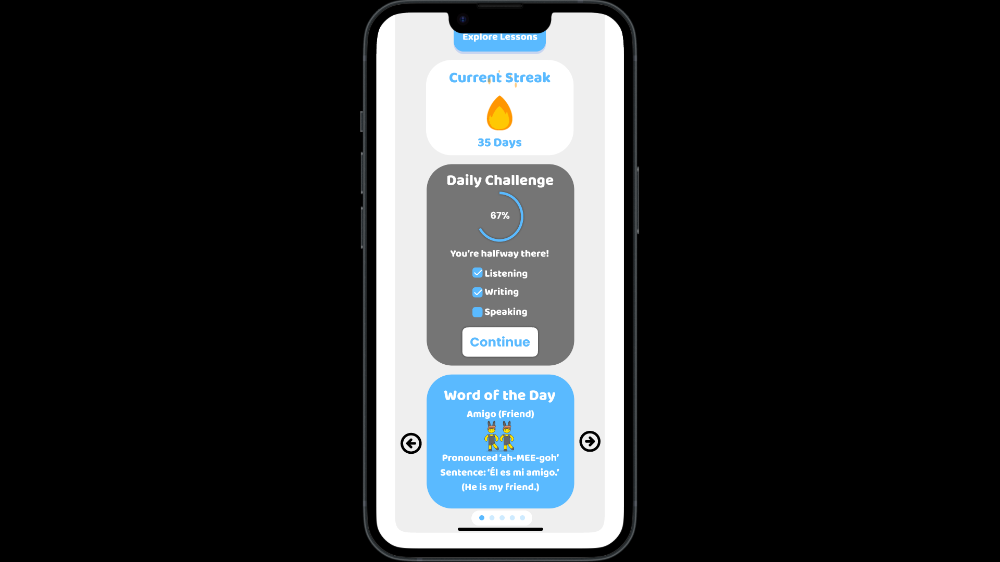 Explore Lessons
Current Streak
35 Days
Daily Challenge
67%
You're halfway there!
Listening
Writing
Speaking
Continue
Word of the Day
Amigo (Friend)
Pronounced ‘ah-MEE-goh’
Sentence: ‘Él es mi amigo.’
(He is my friend.)